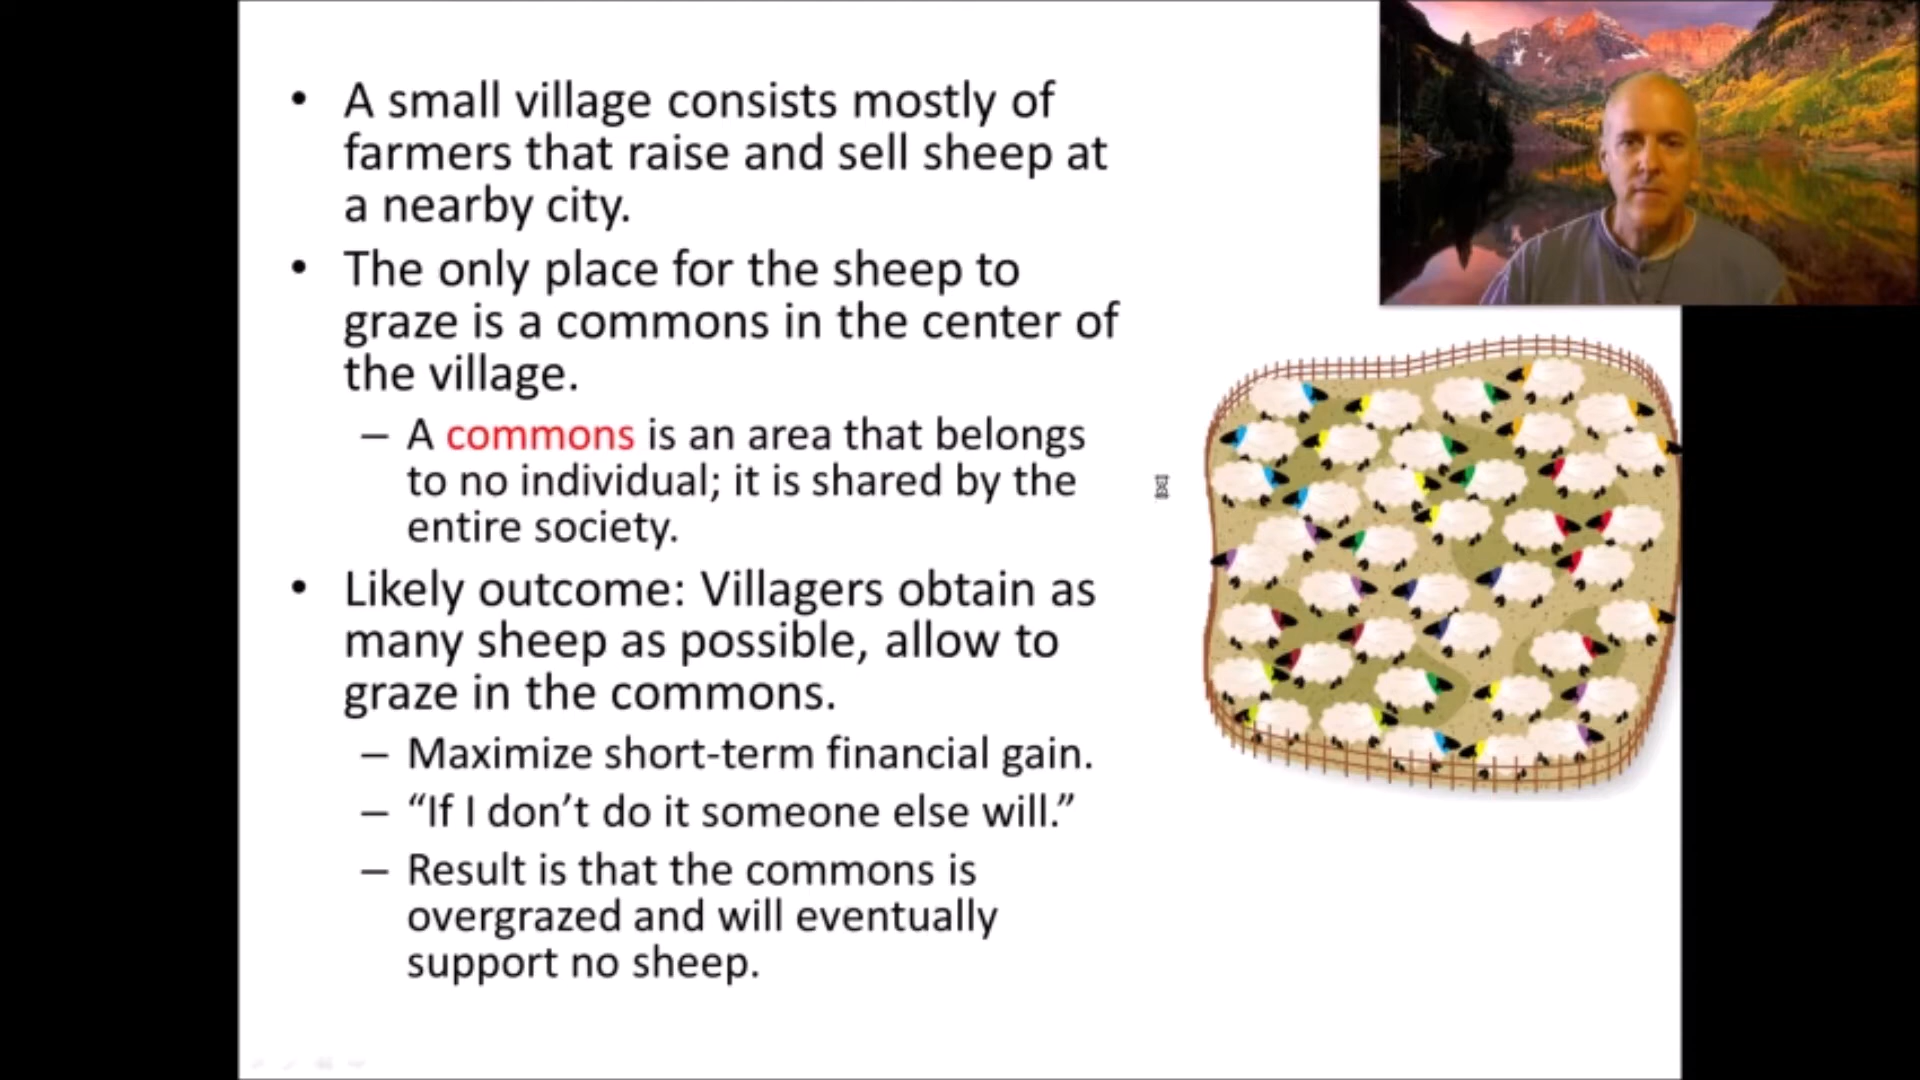 • A small village consists mostly of
farmers that raise and sell sheep at
a nearby city.
• The only place for the sheep to
graze is a commons in the center of
the village.
– A commons is an area that belongs
to no individual; it is shared by the
entire society.
• Likely outcome: Villagers obtain as
many sheep as possible, allow to
graze in the commons.
– Maximize short-term financial gain.
– “If I don’t do it someone else will.”
– Result is that the commons is
overgrazed and will eventually
support no sheep.